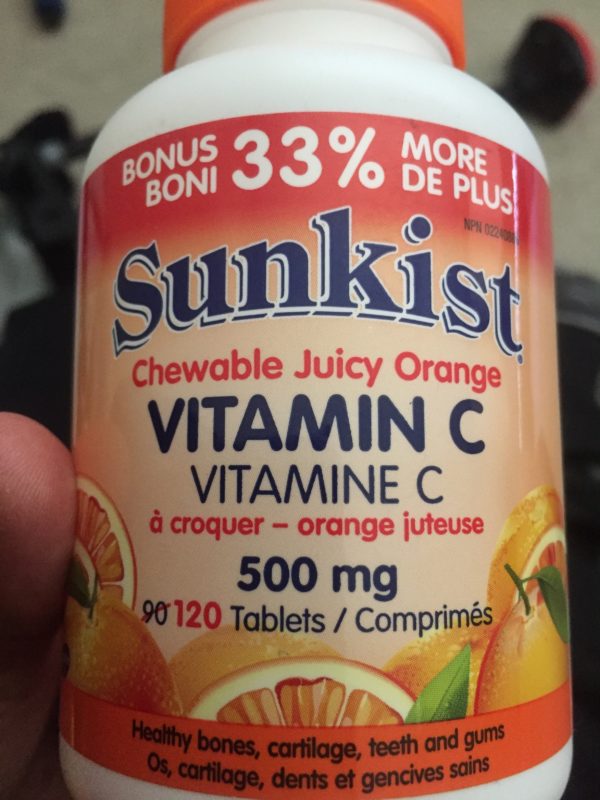 BONUS 33% MORE
BONI DE PLUS
NPN
Sunkist
Chewable Juicy Orange
VITAMIN C
VITAMINE C
à croquer – orange juteuse
500 mg
90 120 Tablets / Comprimés
Healthy bones, cartilage, teeth and gums
Os, cartilage, dents et gencives sains